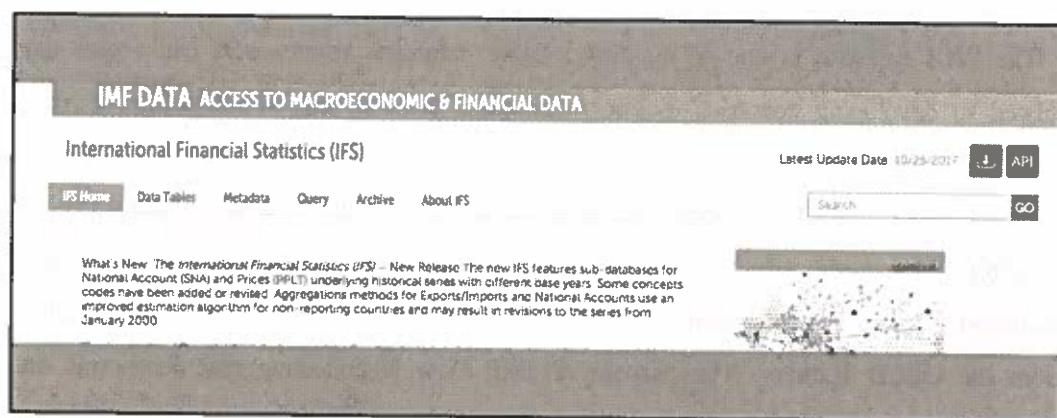 IMF DATA ACCESS TO MACROECONOMIC & FINANCIAL DATA
International Financial Statistics (IFS)
Latest Update Date 10/25/2017 API
IFS Home Data Tables Metadata Query Archive About IFS
Search GO
What's New The International Financial Statistics (IFS) – New Release The new IFS features sub-databases for
National Account (SNA) and Prices (PPLT) underlying historical series with different base years Some concepts
codes have been added or revised Aggregations methods for Exports/Imports and National Accounts use an
improved estimation algorithm for non-reporting countries and may result in revisions to the series from
January 2000